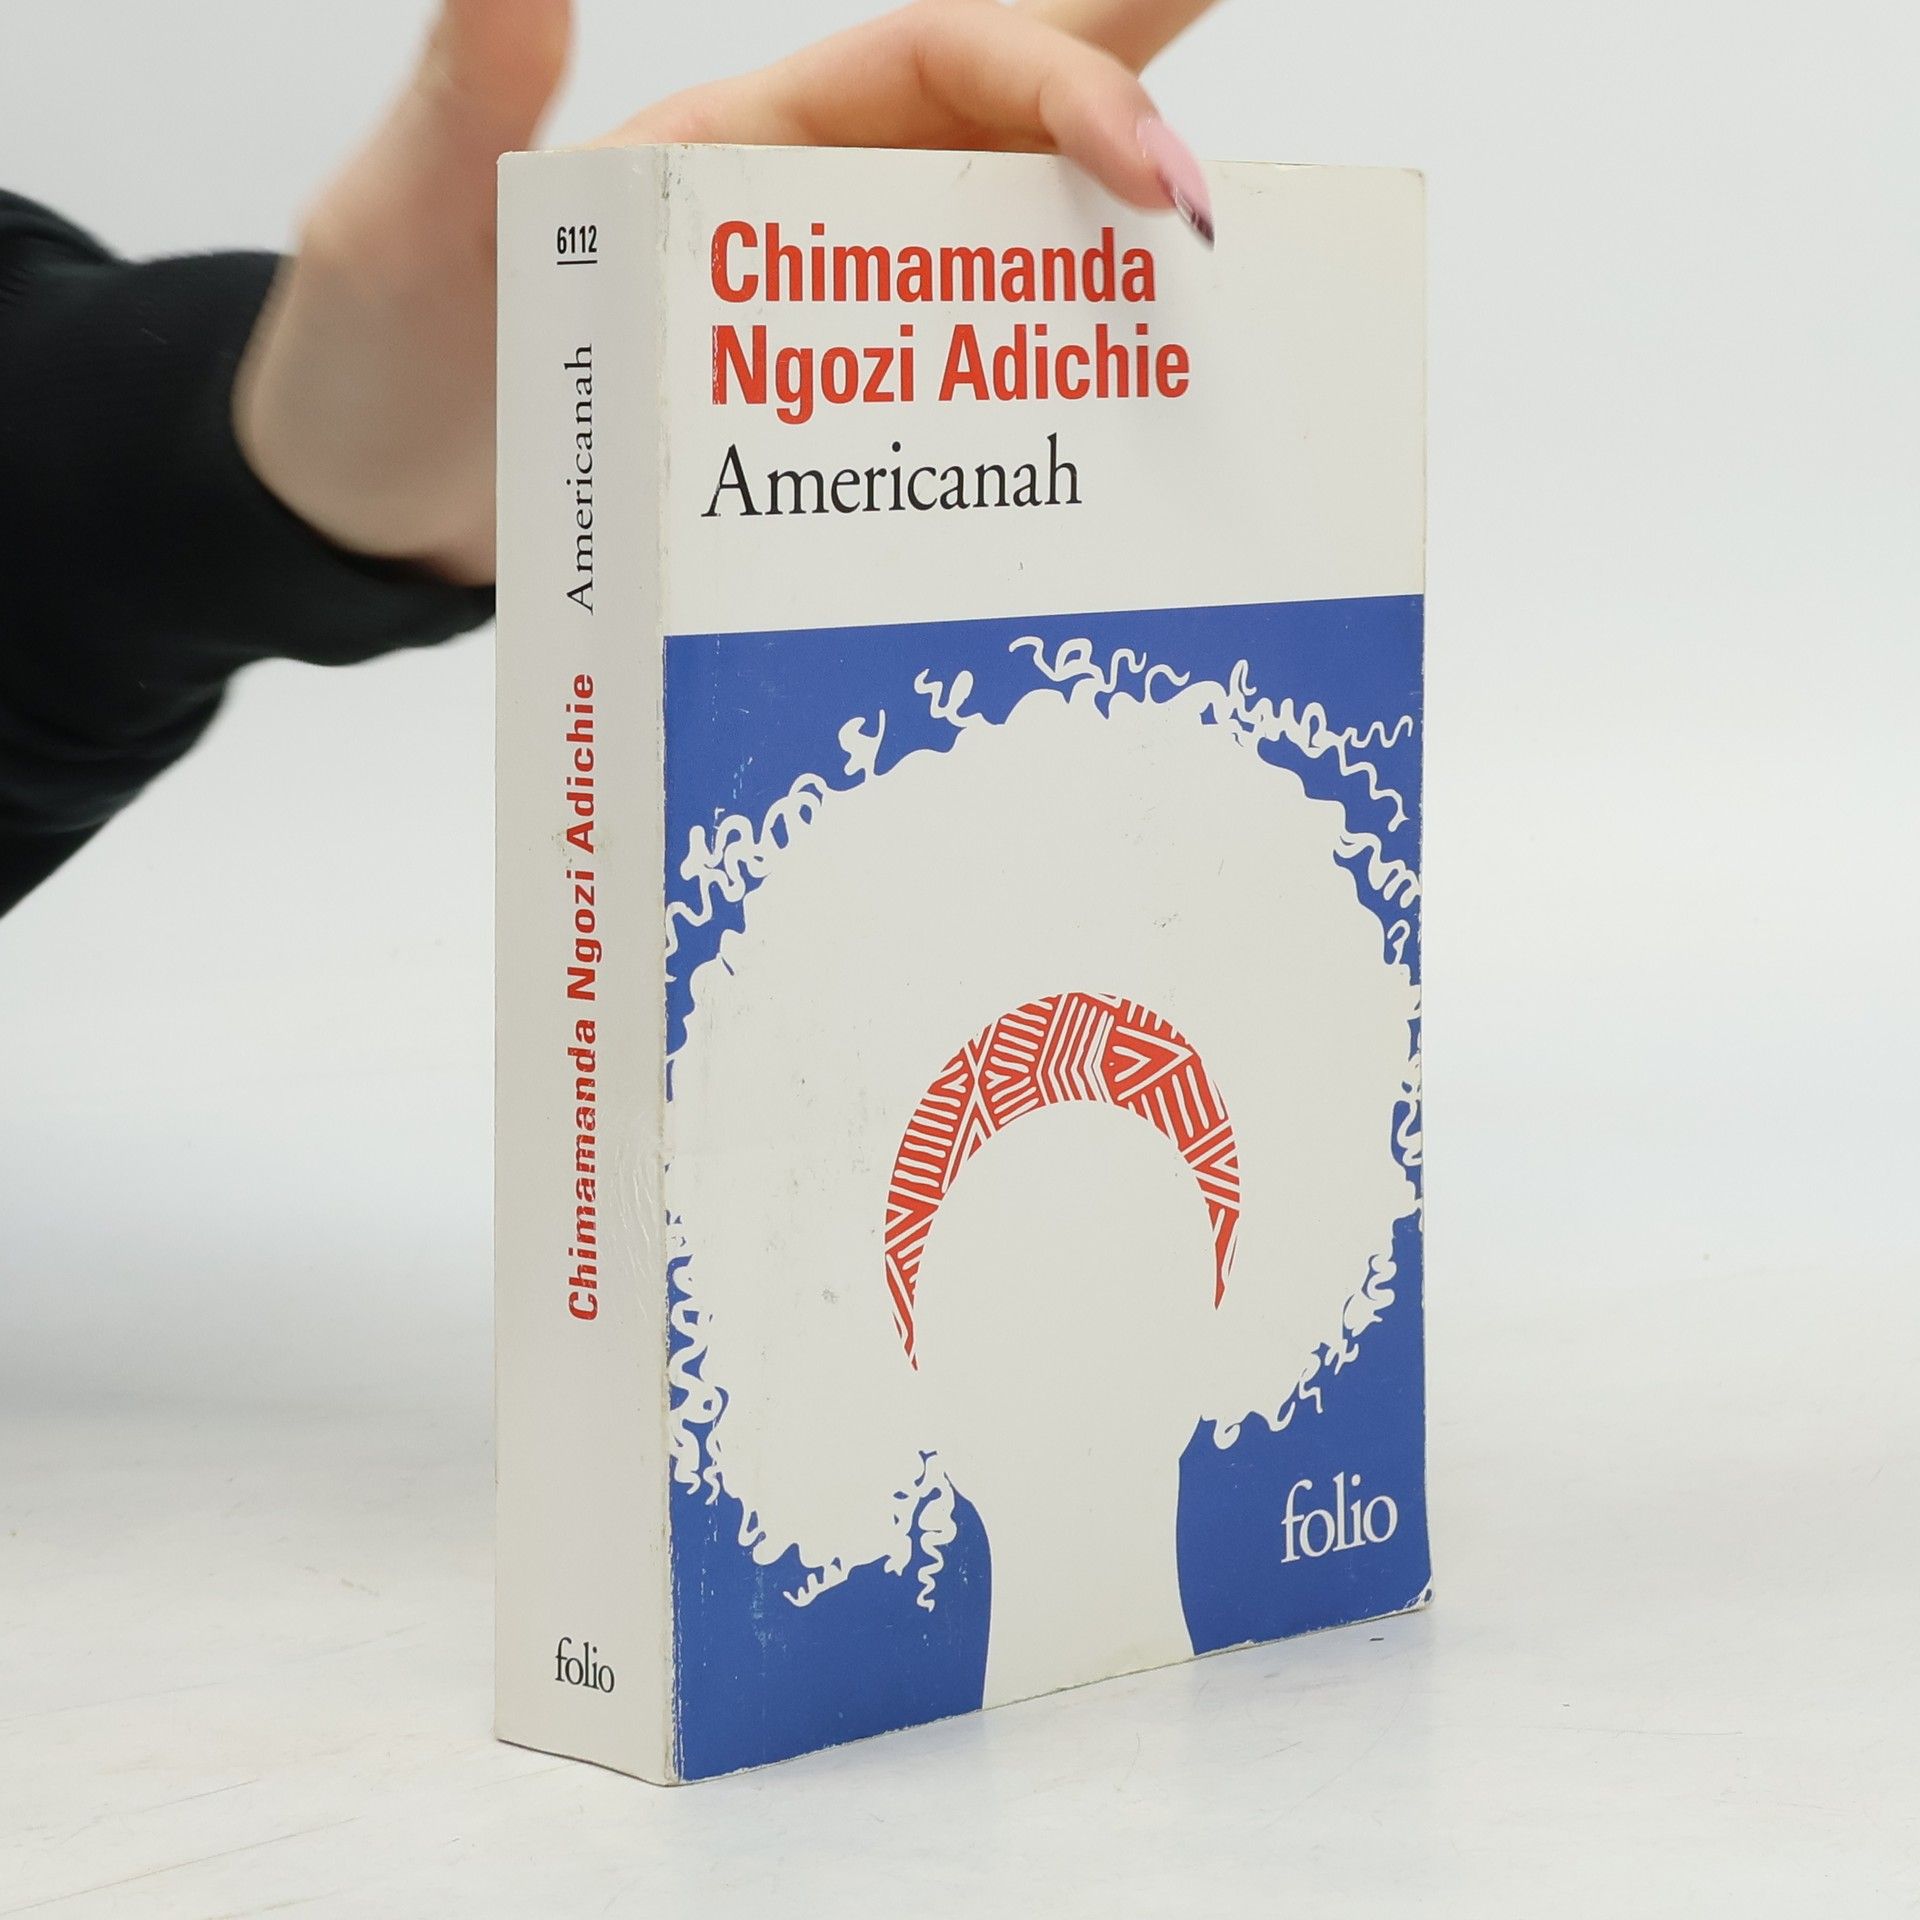 6112
Americanah
Chimamanda Ngozi Adichie
folio
Chimamanda
Ngozi Adichie
Americanah
folio